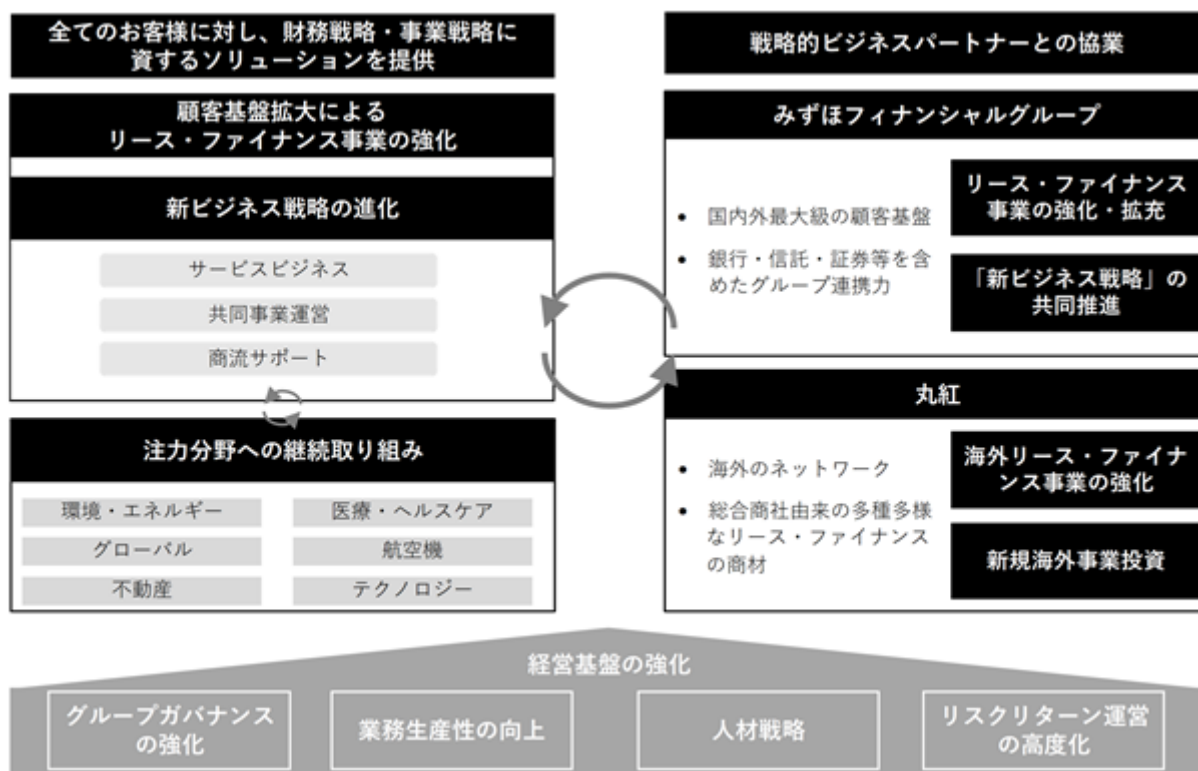 全てのお客様に対し、財務戦略・事業戦略に
資するソリューションを提供
顧客基盤拡大による
リース・ファイナンス事業の強化
新ビジネス戦略の進化
サービスビジネス
共同事業運営
商流サポート
注力分野への継続取り組み
環境・エネルギー
医療・ヘルスケア
グローバル
航空機
不動産
テクノロジー
戦略的ビジネスパートナーとの協業
みずほフィナンシャルグループ
• 国内外最大級の顧客基盤
• 銀行・信託・証券等を含
めたグループ連携力
リース・ファイナンス
事業の強化・拡充
「新ビジネス戦略」の
共同推進
丸紅
• 海外のネットワーク
• 総合商社由来の多種多様
なリース・ファイナンス
の商材
海外リース・ファイナ
ンス事業の強化
新規海外事業投資
経営基盤の強化
グループガバナンス
の強化
業務生産性の向上
人材戦略
リスクリターン運営
の高度化